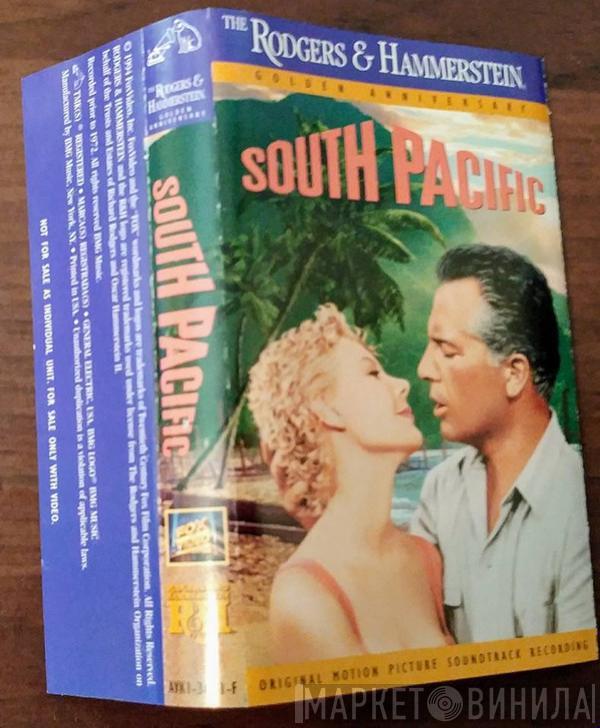 THE RODGERS & HAMMERSTEIN
GOLDEN ANNIVERSARY
SOUTH PACIFIC
ORIGINAL MOTION PICTURE SOUNDTRACK RECORDING
THE
RODGERS &
HAMMERSTEIN
GOLDEN
ANNIVERSARY
SOUTH PACIFIC
FOX
VIDEO
R&H
© 1994 FoxVideo, Inc. FoxVideo and the "FOX" wordmarks and logos are trademarks of Twentieth Century Fox Film Corporation. All Rights Reserved.
RODGERS & HAMMERSTEIN and the R&H logo are registered trademarks used under license from The Rodgers and Hammerstein Organization on
behalf of the Trusts and Estates of Richard Rodgers and Oscar Hammerstein II.
Recorded prior to 1972. All rights reserved BMG Music.
TMK(S) ® REGISTERED • MARCA(S) REGISTRADA(S) • GENERAL ELECTRIC, USA. BMG LOGO ® BMG MUSIC
Manufactured by BMG Music, New York, NY. • Printed in USA. • Unauthorized duplication is a violation of applicable laws.
NOT FOR SALE AS INDIVIDUAL UNIT. FOR SALE ONLY WITH VIDEO.
МАРКЕТ ВИНИЛА